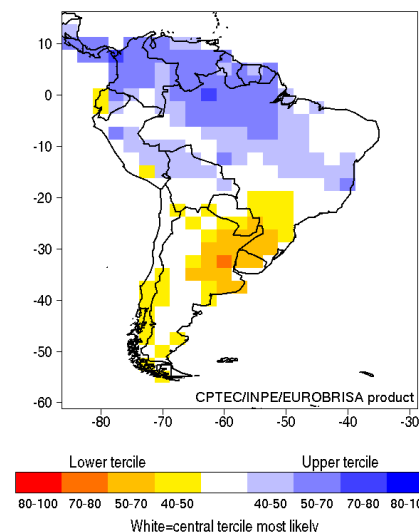 10
0
-10
-20
-30
-40
-50
-60
CPTEC/INPE/EUROBRISA product
-80 -70 -60 -50 -40 -30
Lower tercile Upper tercile
80-100 70-80 50-70 40-50 40-50 50-70 70-80 80-10
White=central tercile most likely